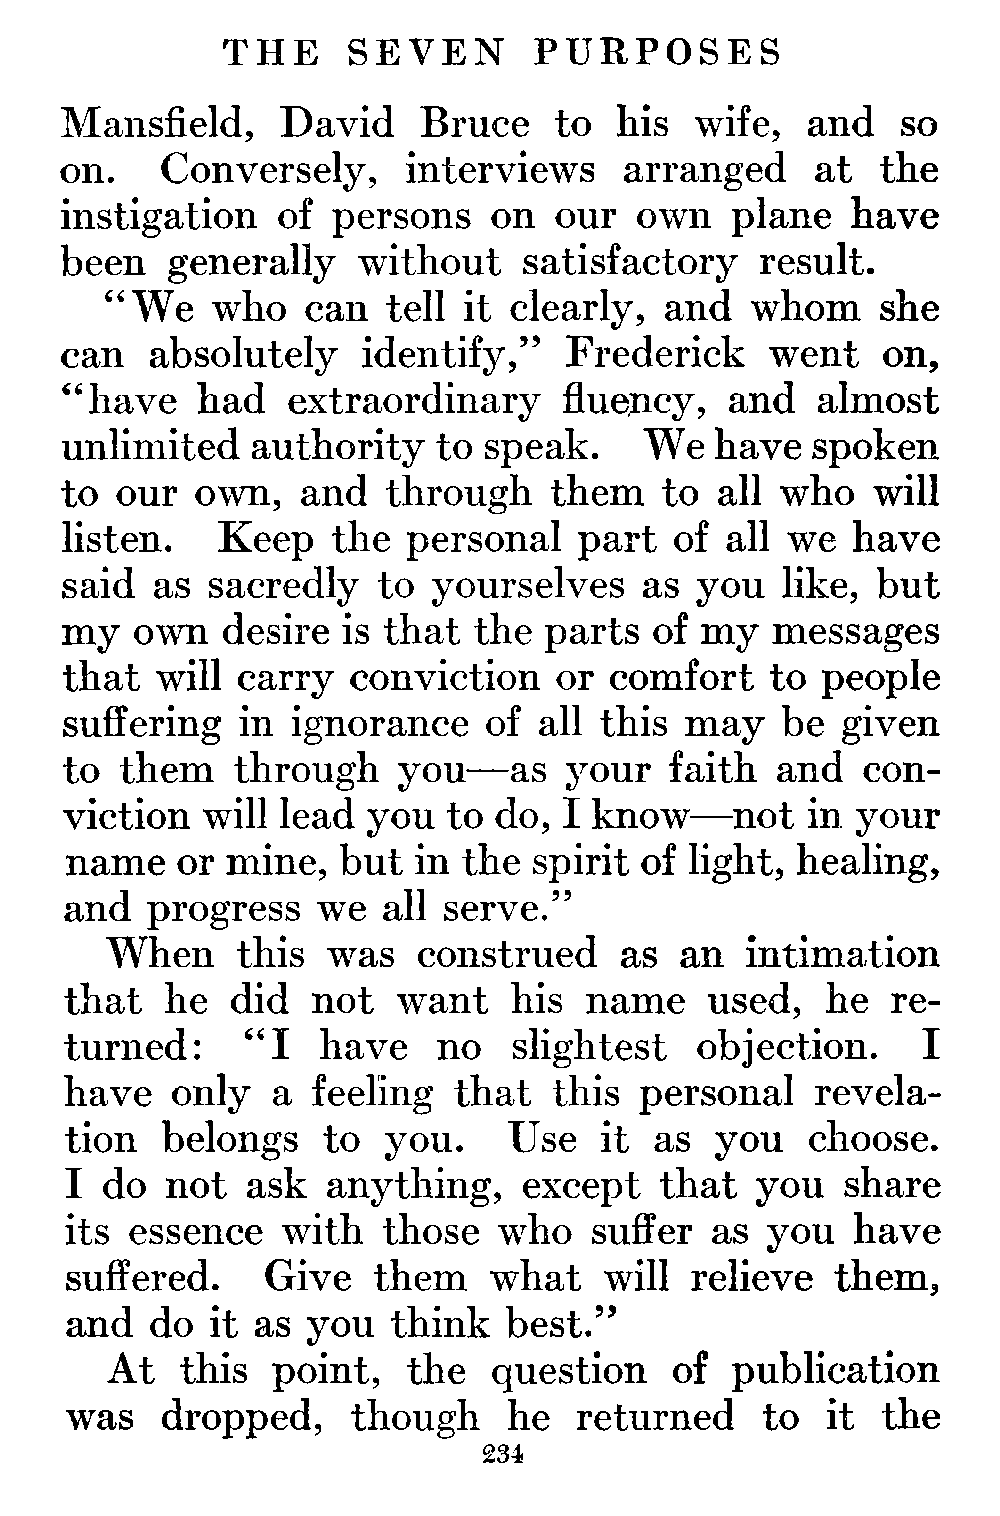 THE SEVEN PURPOSES
Mansfield, David Bruce to his wife, and so
on. Conversely, interviews arranged at the
instigation of persons on our own plane have
been generally without satisfactory result.
“We who can tell it clearly, and whom she
can absolutely identify,” Frederick went on,
“have had extraordinary fluency, and almost
unlimited authority to speak. We have spoken
to our own, and through them to all who will
listen. Keep the personal part of all we have
said as sacredly to yourselves as you like, but
my own desire is that the parts of my messages
that will carry conviction or comfort to people
suffering in ignorance of all this may be given
to them through you—as your faith and con-
viction will lead you to do, I know—not in your
name or mine, but in the spirit of light, healing,
and progress we all serve.”
When this was construed as an intimation
that he did not want his name used, he re-
turned: “I have no slightest objection. I
have only a feeling that this personal revela-
tion belongs to you. Use it as you choose.
I do not ask anything, except that you share
its essence with those who suffer as you have
suffered. Give them what will relieve them,
and do it as you think best.”
At this point, the question of publication
was dropped, though he returned to it the
234